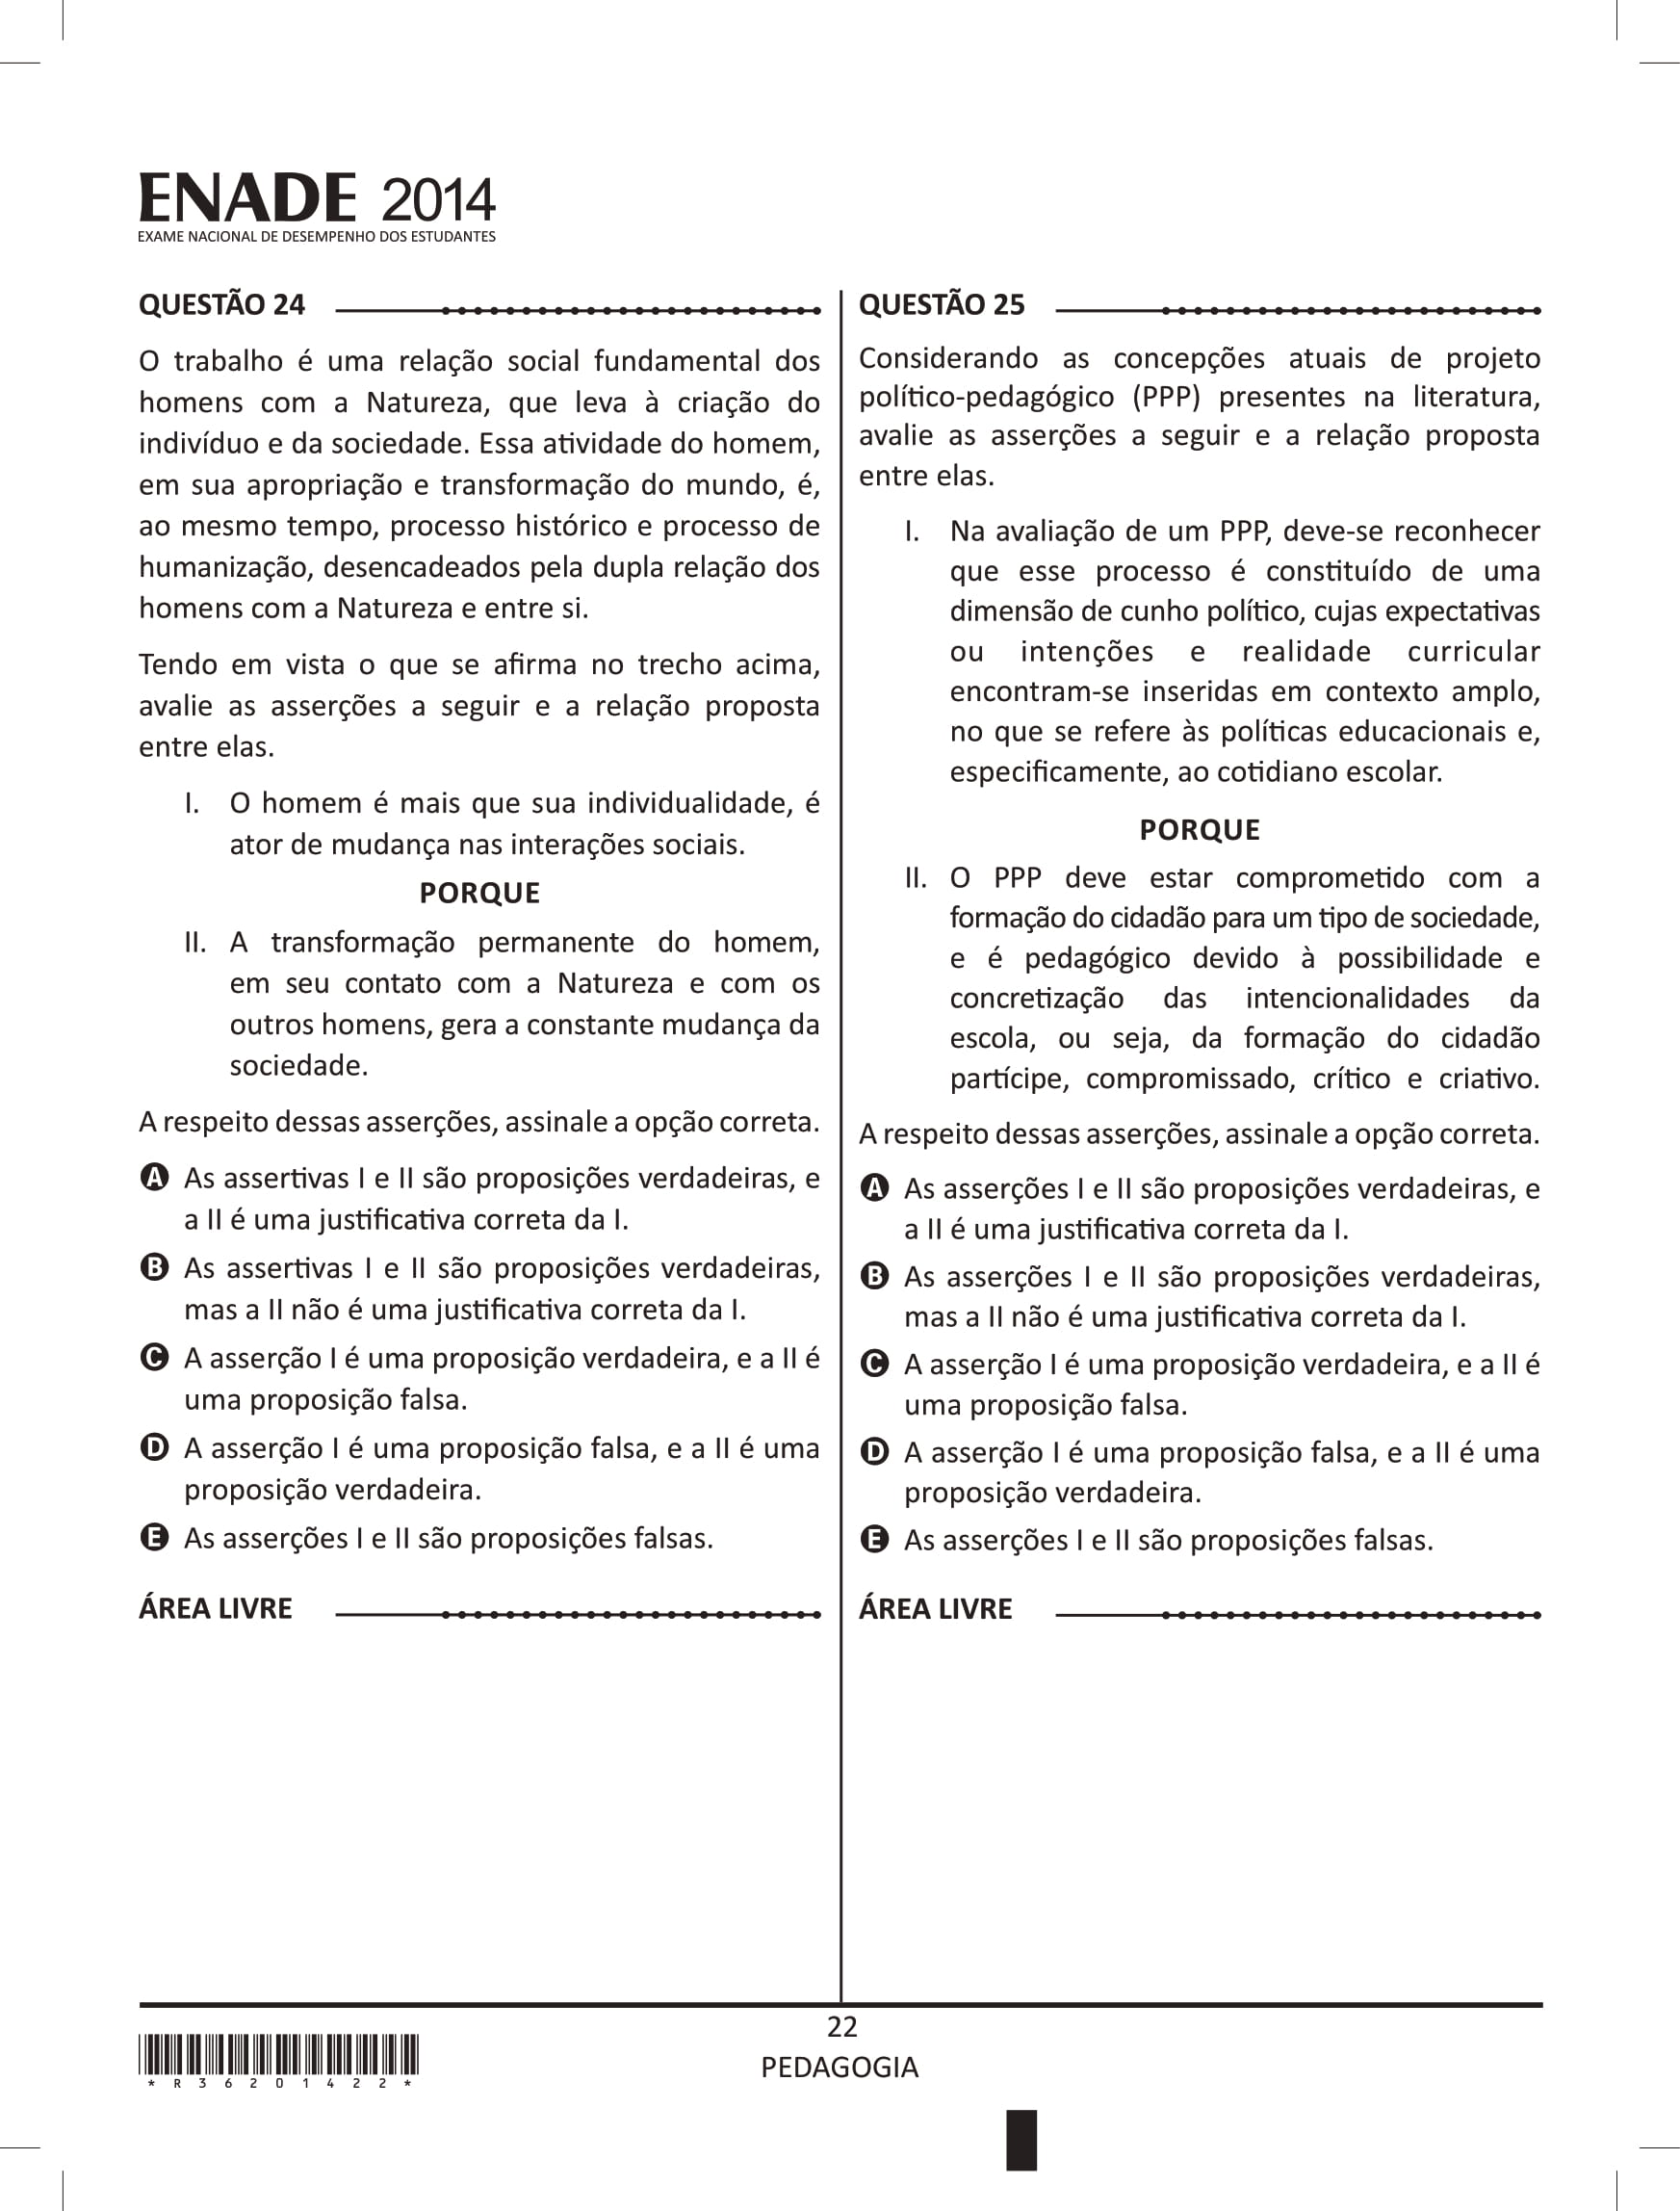 ENADE 2014
EXAME NACIONAL DE DESEMPENHO DOS ESTUDANTES
QUESTÃO 24
O trabalho é uma relação social fundamental dos
homens com a Natureza, que leva à criação do
indivíduo e da sociedade. Essa atividade do homem,
em sua apropriação e transformação do mundo, é,
ao mesmo tempo, processo histórico e processo de
humanização, desencadeados pela dupla relação dos
homens com a Natureza e entre si.
Tendo em vista o que se afirma no trecho acima,
avalie as asserções a seguir e a relação proposta
entre elas.
I. O homem é mais que sua individualidade, é
ator de mudança nas interações sociais.
PORQUE
II. A transformação permanente do homem,
em seu contato com a Natureza e com os
outros homens, gera a constante mudança da
sociedade.
A respeito dessas asserções, assinale a opção correta.
A As assertivas I e II são proposições verdadeiras, e
a II é uma justificativa correta da I.
B As assertivas I e II são proposições verdadeiras,
mas a II não é uma justificativa correta da I.
C A asserção I é uma proposição verdadeira, e a II é
uma proposição falsa.
D A asserção I é uma proposição falsa, e a II é uma
proposição verdadeira.
E As asserções I e II são proposições falsas.
ÁREA LIVRE
QUESTÃO 25
Considerando as concepções atuais de projeto
político-pedagógico (PPP) presentes na literatura,
avalie as asserções a seguir e a relação proposta
entre elas.
I. Na avaliação de um PPP, deve-se reconhecer
que esse processo é constituído de uma
dimensão de cunho político, cujas expectativas
ou intenções e realidade curricular
encontram-se inseridas em contexto amplo,
no que se refere às políticas educacionais e,
especificamente, ao cotidiano escolar.
PORQUE
II. O PPP deve estar comprometido com a
formação do cidadão para um tipo de sociedade,
e é pedagógico devido à possibilidade e
concretização das intencionalidades da
escola, ou seja, da formação do cidadão
partícipe, compromissado, crítico e criativo.
A respeito dessas asserções, assinale a opção correta.
A As asserções I e II são proposições verdadeiras, e
a II é uma justificativa correta da I.
B As asserções I e II são proposições verdadeiras,
mas a II não é uma justificativa correta da I.
C A asserção I é uma proposição verdadeira, e a II é
uma proposição falsa.
D A asserção I é uma proposição falsa, e a II é uma
proposição verdadeira.
E As asserções I e II são proposições falsas.
ÁREA LIVRE
22
PEDAGOGIA
*R36201422*